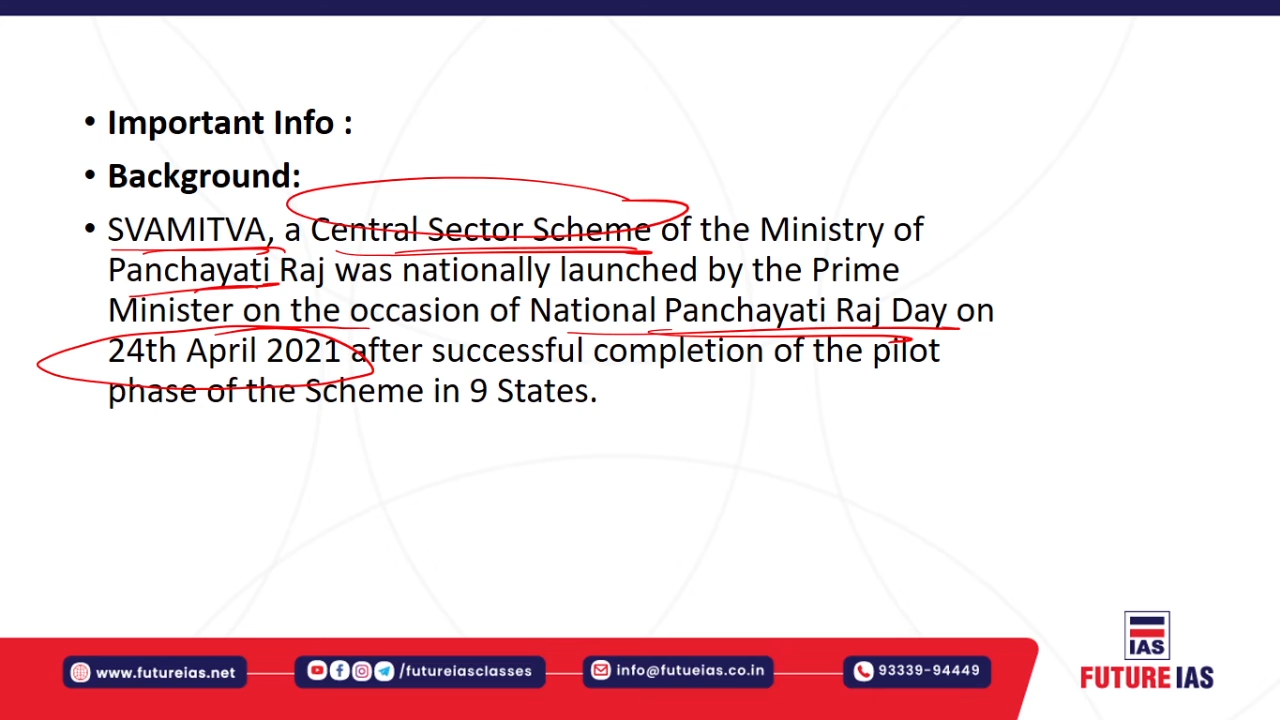 • Important Info :
• Background:
• SVAMITVA, a Central Sector Scheme of the Ministry of
Panchayati Raj was nationally launched by the Prime
Minister on the occasion of National Panchayati Raj Day on
24th April 2021 after successful completion of the pilot
phase of the Scheme in 9 States.
IAS
FUTURE IAS
www.futureias.net
/futureiasclasses
info@futueias.co.in
93339-94449